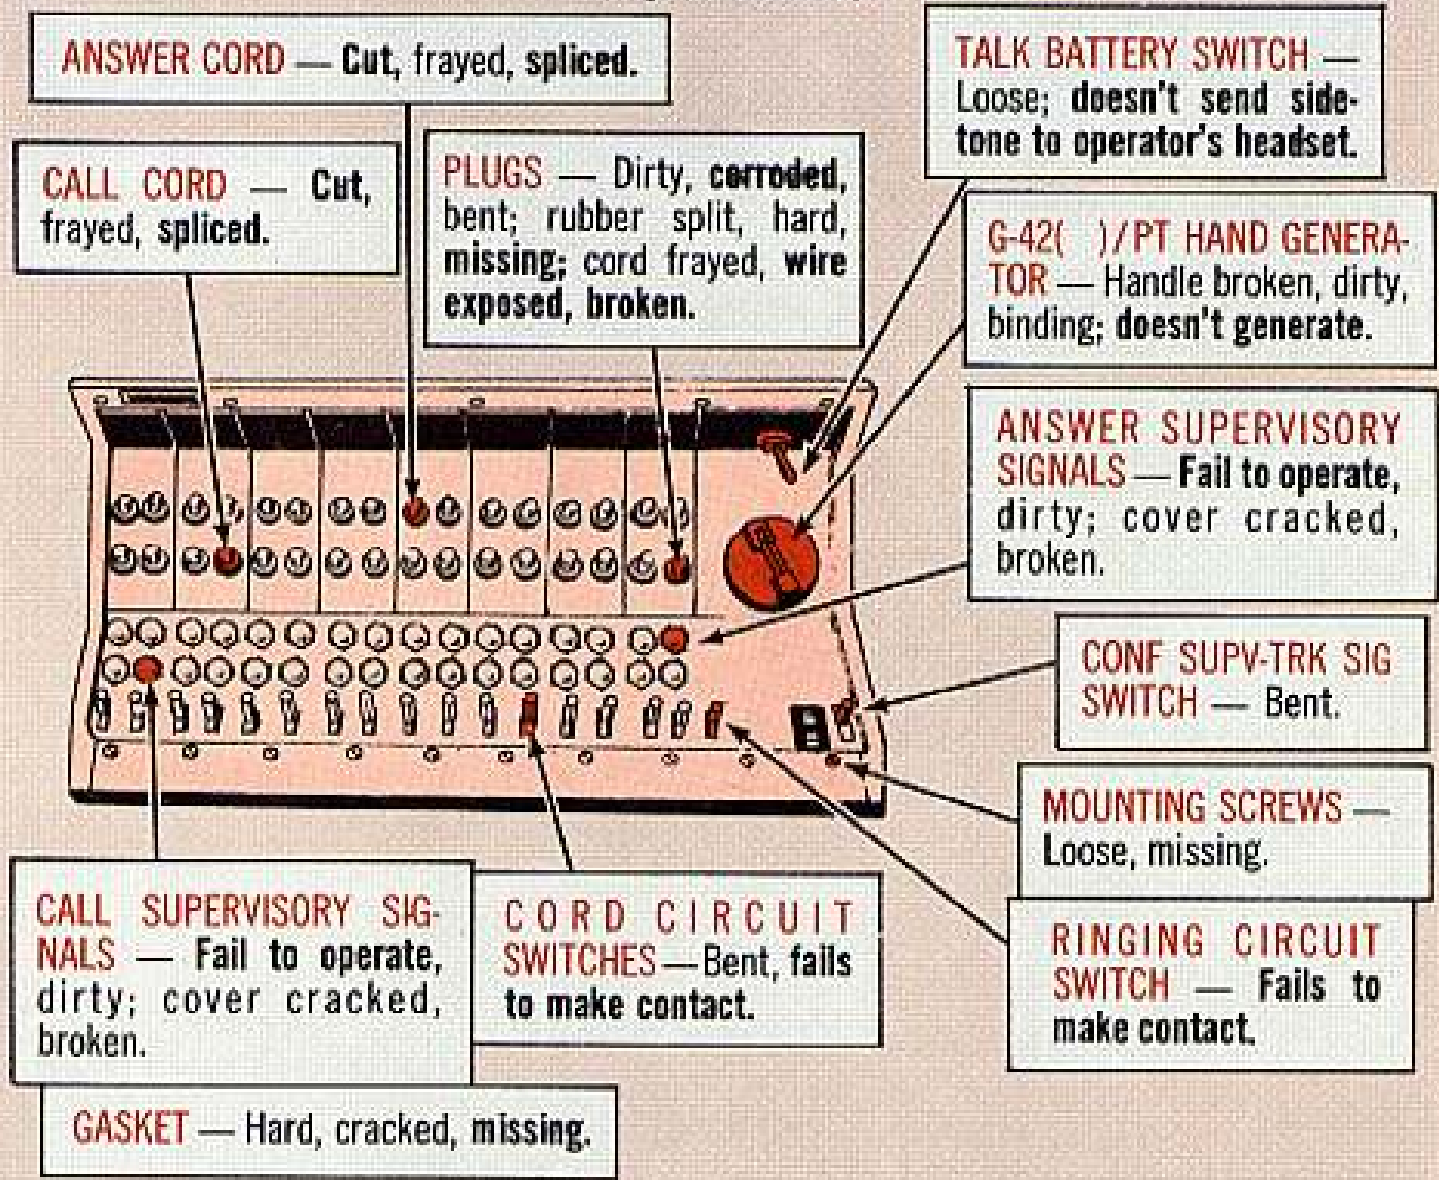 ANSWER CORD — Cut, frayed, spliced.
TALK BATTERY SWITCH —
Loose; doesn't send side-
tone to operator's headset.
CALL CORD — Cut,
frayed, spliced.
PLUGS — Dirty, corroded,
bent; rubber split, hard,
missing; cord frayed, wire
exposed, broken.
G-42( )/PT HAND GENERA-
TOR — Handle broken, dirty,
binding; doesn't generate.
ANSWER SUPERVISORY
SIGNALS — Fail to operate,
dirty; cover cracked,
broken.
CONF SUPV-TRK SIG
SWITCH — Bent.
MOUNTING SCREWS —
Loose, missing.
CALL SUPERVISORY SIG-
NALS — Fail to operate,
dirty; cover cracked,
broken.
CORD CIRCUIT
SWITCHES — Bent, fails
to make contact.
RINGING CIRCUIT
SWITCH — Fails to
make contact.
GASKET — Hard, cracked, missing.